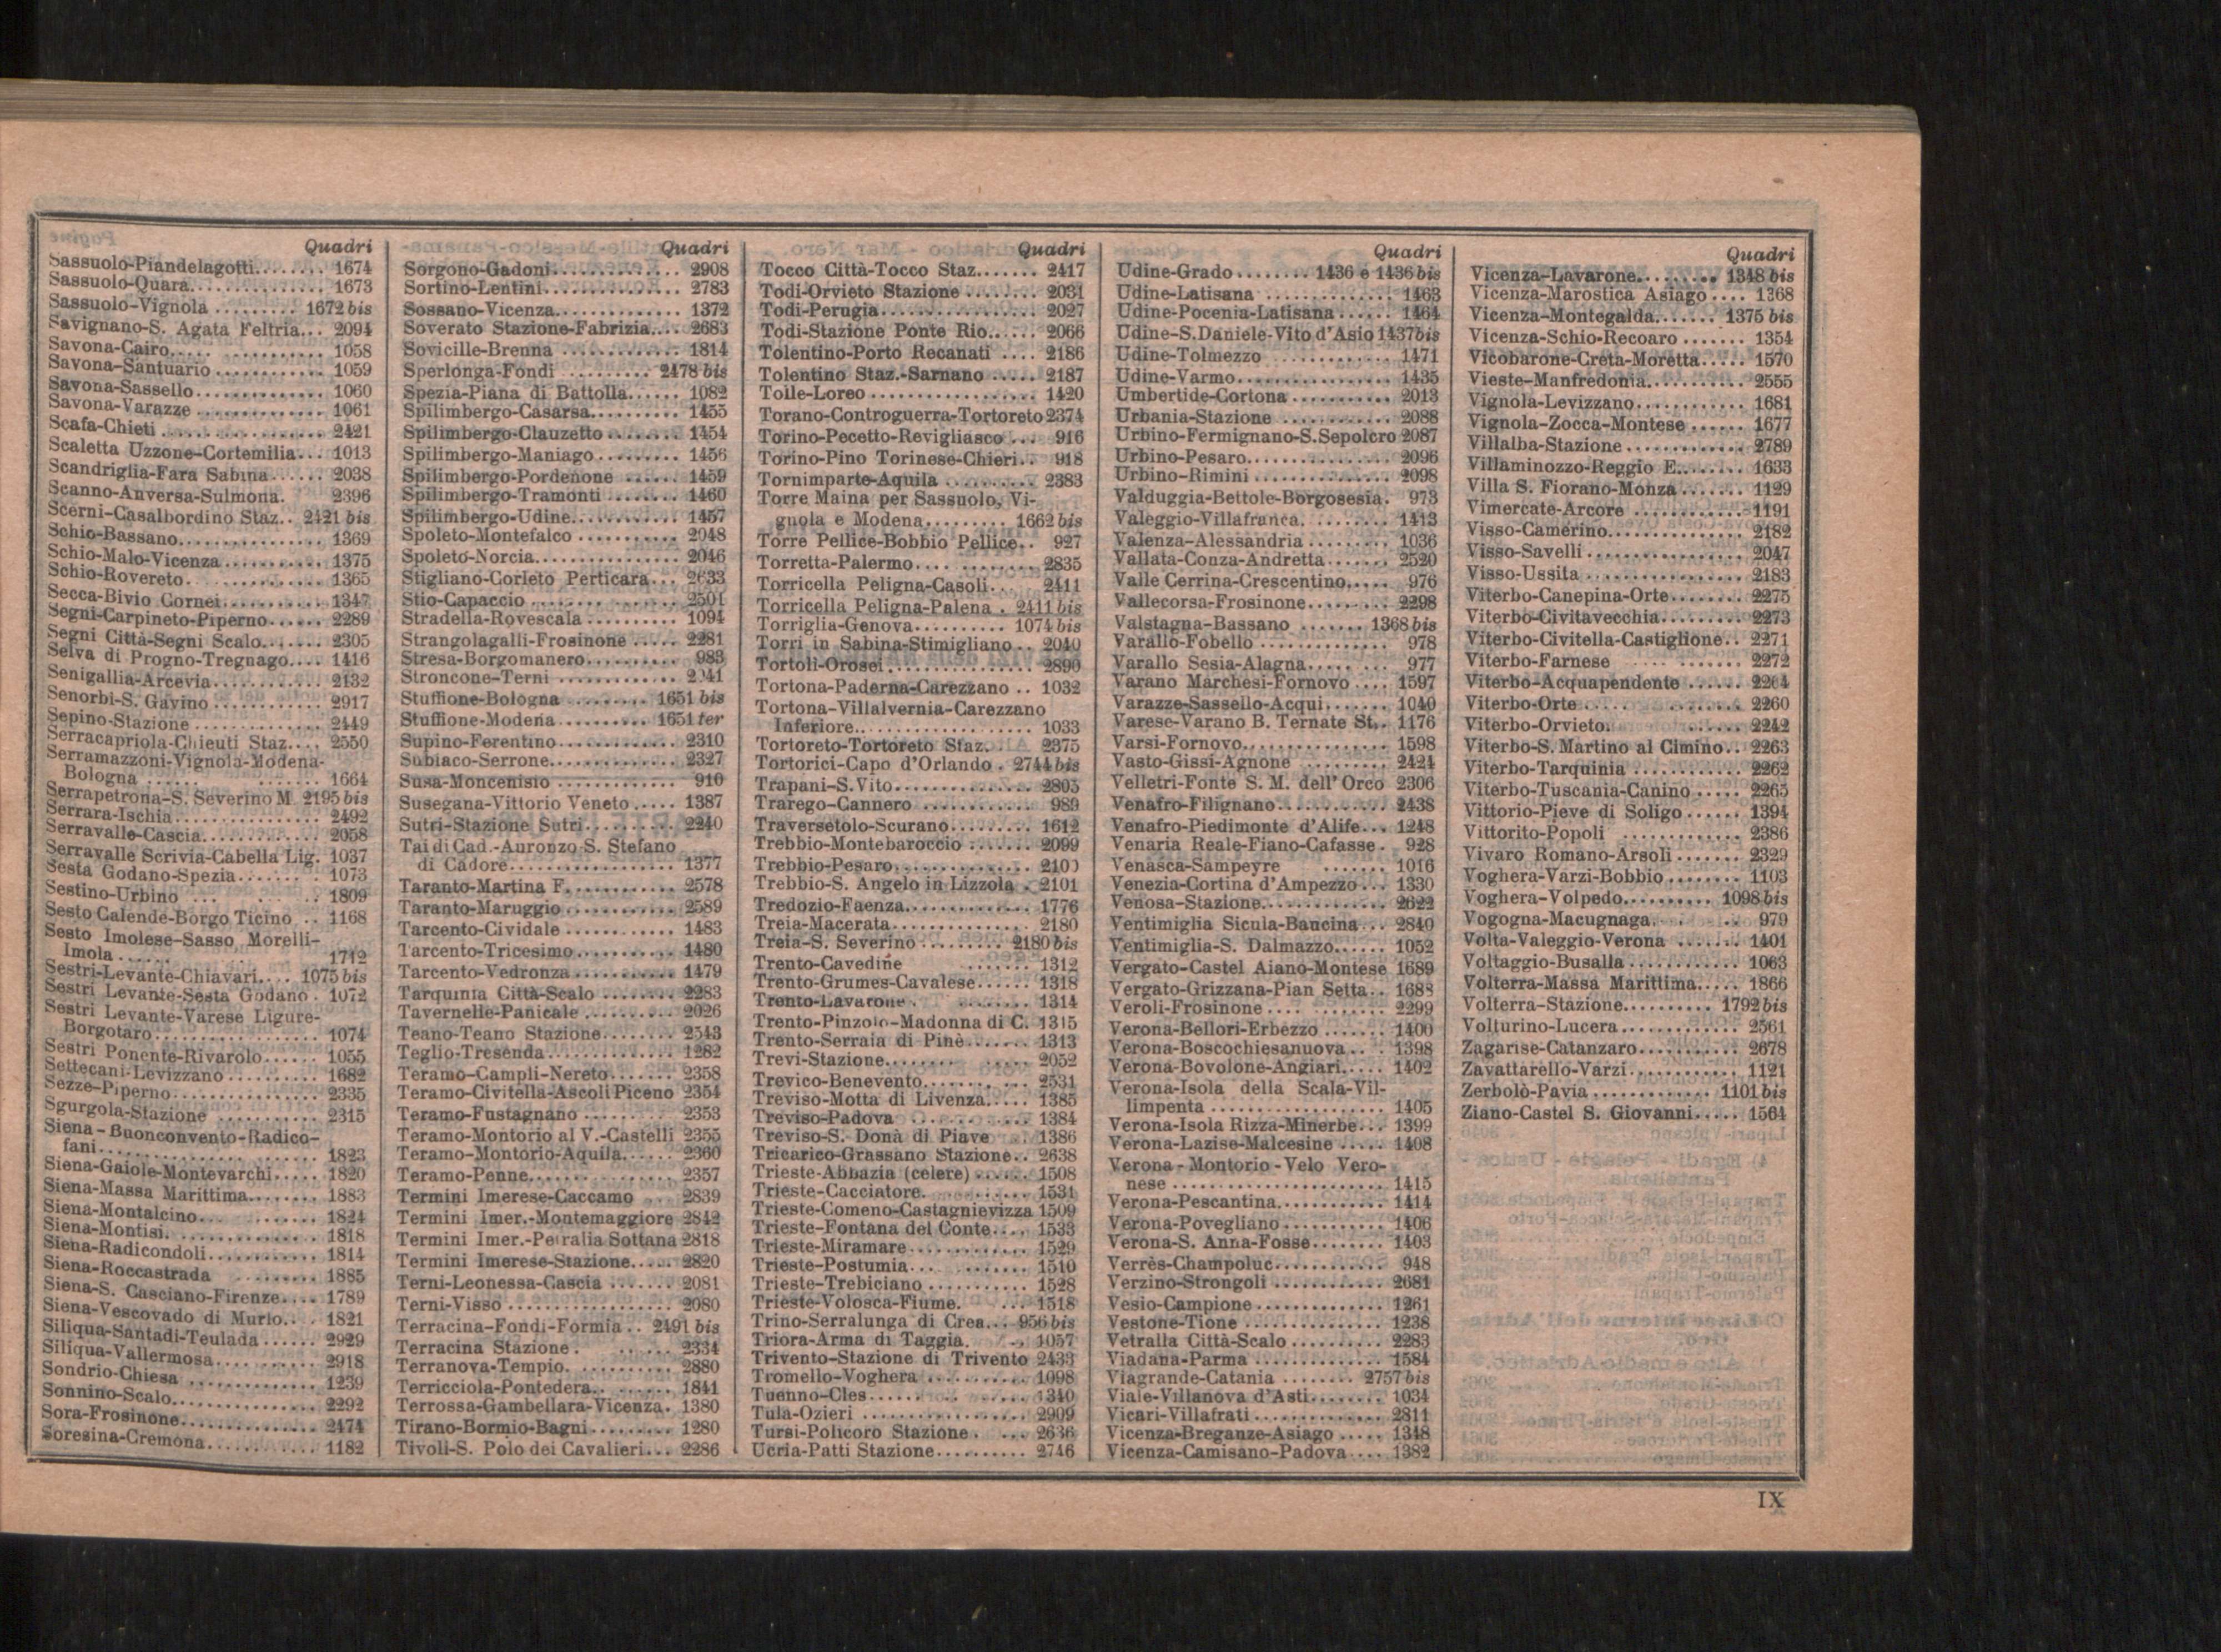 Quadri
Sassuolo-Piandelagotti........ 1674
Sassuolo-Quara............... 1673
Sassuolo-Vignola ......... 1672 bis
Savignano-S. Agata Feltria... 2094
Savona-Cairo..... ........... 1058
Savona-Santuario ............ 1059
Savona-Sassello.............. 1060
Savona-Varazze .............. 1061
Scafa-Chieti ................. 2421
Scaletta Uzzone-Cortemilia... 1013
Scandriglia-Fara Sabina...... 2038
Scanno-Anversa-Sulmona. 2396
Scerni-Casalbordino Staz.. 2421 bis
Schio-Bassano................ 1369
Schio-Malo-Vicenza........... 1375
Schio-Rovereto............... 1365
Secca-Bivio Cornei........... 1347
Segni-Carpineto-Piperno...... 2289
Segni Città-Segni Scalo....... 2305
Selva di Progno-Tregnago.... 1416
Senigallia-Arcevia............ 2132
Senorbi-S. Gavino ............ 2917
Sepino-Stazione .............. 2449
Serracapriola-Chieuti Staz.... 2550
Serramazzoni-Vignola-Modena-
Bologna ................. 1664
Serrapetrona-S. Severino M. 2195 bis
Serrara-Ischia................ 2492
Serravalle-Cascia............. 2058
Serravalle Scrivia-Cabella Lig. 1037
Sesta Godano-Spezia......... 1073
Sestino-Urbino ... .. 1809
Sesto Calende-Borgo Ticino .. 1168
Sesto Imolese-Sasso Morelli-
Imola ...... 1712
Sestri-Levante-Chiavari.... 1075 bis
Sestri Levante-Sesta Godano. 1072
Sestri Levante-Varese Ligure-
Borgotaro.................. 1074
Sestri Ponente-Rivarolo...... 1055
Settecani-Levizzano .......... 1682
Sezze-Piperno................ 2335
Sgurgola-Stazione ........... 2315
Siena-Buonconvento-Radico-
fani........................ 1823
Siena-Gaiole-Montevarchi..... 1820
Siena-Massa Marittima........ 1883
Siena-Montalcino... ........ 1824
Siena-Montisi. .............. 1818
Siena-Radicondoli............ 1814
Siena-Roccastrada ......... 1885
Siena-S. Casciano-Firenze.... 1789
Siena-Vescovado di Murlo... 1821
Siliqua-Santadi-Teulada ...... 2929
Siliqua-Vallermosa........... 2918
Sondrio-Chiesa .............. 1239
Sonnino-Scalo................ 2292
Sora-Frosinone............... 2474
Soresina-Cremona............ 1182
Quadri
Sorgono-Gadoni.............. 2908
Sortino-Lentini............... 2783
Sossano-Vicenza.............. 1372
Soverato Stazione-Fabrizia.... 2683
Sovicille-Brenna ............. 1814
Sperlonga-Fondi ......... 2478 bis
Spezia-Piana di Battolla...... 1082
Spilimbergo-Casarsa.......... 1455
Spilimbergo-Clauzetto ........ 1454
Spilimbergo-Maniago ......... 1456
Spilimbergo-Pordenone ...... 1459
Spilimbergo-Tramonti ........ 1460
Spilimbergo-Udine............ 1457
Spoleto-Montefalco ........... 2048
Spoleto-Norcia............... 2046
Stigliano-Corleto Perticara... 2633
Stio-Capaccio ................ 2501
Stradella-Rovescala .......... 1094
Strangolagalli-Frosinone ..... 2281
Stresa-Borgomanero.......... 983
Stroncone-Terni ............. 2041
Stuffione-Bologna ........ 1651 bis
Stuffione-Modena.......... 1651 ter
Supino-Ferentino............. 2310
Subiaco-Serrone.............. 2327
Susa-Moncenisio ............. 910
Susegana-Vittorio Veneto ..... 1387
Sutri-Stazione Sutri.......... 2240
Tai di Cad.-Auronzo-S. Stefano
di Cadore.................. 1377
Taranto-Martina F............ 2578
Taranto-Maruggio ............ 2589
Tarcento-Cividale ............ 1483
Tarcento-Tricesimo........... 1480
Tarcento-Vedronza ........... 1479
Tarquinia Città-Scalo ........ 2283
Tavernelle-Panicale .......... 2026
Teano-Teano Stazione........ 2543
Teglio-Tresenda.............. 1282
Teramo-Campli-Nereto....... 2358
Teramo-Civitella-Ascoli Piceno 2354
Teramo-Fustagnano ......... 2353
Teramo-Montorio al V.-Castelli 2355
Teramo-Montorio-Aquila...... 2360
Teramo-Penne............... 2357
Termini Imerese-Caccamo ... 2839
Termini Imer.-Montemaggiore 2842
Termini Imer.-Petralia Sottana 2818
Termini Imerese-Stazione..... 2820
Terni-Leonessa-Cascia ....... 2081
Terni-Visso .................. 2080
Terracina-Fondi-Formia .. 2491 bis
Terracina Stazione . ...... 2334
Terranova-Tempio. .......... 2880
Terricciola-Pontedera.. ...... 1841
Terrossa-Gambellara-Vicenza. 1380
Tirano-Bormio-Bagni......... 1280
Tivoli-S. Polo dei Cavalieri... 2286
Quadri
Tocco Città-Tocco Staz....... 2417
Todi-Orvieto Stazione ........ 2031
Todi-Perugia................. 2027
Todi-Stazione Ponte Rio...... 2066
Tolentino-Porto Recanati .... 2186
Tolentino Staz.-Sarnano ..... 2187
Tolle-Loreo .................. 1420
Torano-Controguerra-Tortoreto 2374
Torino-Pecetto-Revigliasco ... 916
Torino-Pino Torinese-Chieri.. 918
Tornimparte-Aquila .......... 2383
Torre Maina per Sassuolo, Vi-
gnola e Modena......... 1662 bis
Torre Pellice-Bobbio Pellice.. 927
Torretta-Palermo.... ........ 2835
Torricella Peligna-Casoli... 2411
Torricella Peligna-Palena . 2411 bis
Torriglia-Genova.......... 1074 bis
Torri in Sabina-Stimigliano .. 2040
Tortolì-Orosei ............... 2890
Tortona-Paderna-Carezzano .. 1032
Tortona-Villalvernia-Carezzano
Inferiore.................. 1033
Tortoreto-Tortoreto Staz. 2375
Tortorici-Capo d'Orlando . 2744 bis
Trapani-S. Vito............... 2805
Trarego-Cannero ............ 989
Traversetolo-Scurano......... 1612
Trebbio-Montebaroccio ....... 2099
Trebbio-Pesaro............... 2100
Trebbio-S. Angelo in Lizzola . 2101
Tredozio-Faenza.............. 1776
Treia-Macerata............... 2180
Treia-S. Severino ......... 2180 bis
Trento-Cavedine ....... 1312
Trento-Grumes-Cavalese...... 1318
Trento-Lavarone. ........ 1314
Trento-Pinzolo-Madonna di C. 1315
Trento-Serraia di Pinè....... 1313
Trevi-Stazione........ ..... 2052
Trevico-Benevento........ ... 2531
Treviso-Motta di Livenza..... 1385
Treviso-Padova ............. 1384
Treviso-S. Donà di Piave ... 1386
Tricarico-Grassano Stazione.. 2638
Trieste-Abbazia (celere) ...... 1508
Trieste-Cacciatore. .......... 1531
Trieste-Comeno-Castagnievizza 1509
Trieste-Fontana del Conte.... 1533
Trieste-Miramare............. 1529
Trieste-Postumia... ........ 1510
Trieste-Trebiciano ........... 1528
Trieste-Volosca-Fiume. ... 1518
Trino-Serralunga di Crea... 956 bis
Triora-Arma di Taggia. .. 1057
Trivento-Stazione di Trivento 2433
Tromello-Voghera ........... 1098
Tuenno-Cles...... .. ....... 1340
Tula-Ozieri .................. 2909
Tursi-Policoro Stazione . ... 2636
Ucria-Patti Stazione.......... 2746
Quadri
Udine-Grado ........ 1436 e 1436 bis
Udine-Latisana .............. 1463
Udine-Pocenia-Latisana ...... 1464
Udine-S. Daniele-Vito d'Asio 1437 bis
Udine-Tolmezzo ............. 1471
Udine-Varmo................. 1435
Umbertide-Cortona ........... 2013
Urbania-Stazione ............ 2088
Urbino-Fermignano-S. Sepolcro 2087
Urbino-Pesaro................ 2096
Urbino-Rimini ............... 2098
Valduggia-Bettole-Borgosesia. 973
Valeggio-Villafranca. ........ 1413
Valenza-Alessandria ......... 1036
Vallata-Conza-Andretta....... 2520
Valle Cerrina-Crescentino..... 976
Vallecorsa-Frosinone......... 2298
Valstagna-Bassano ....... 1368 bis
Varallo-Fobello .............. 978
Varallo Sesia-Alagna..... ... 977
Varano Marchesi-Fornovo .... 1597
Varazze-Sassello-Acqui....... 1040
Varese-Varano B. Ternate St.. 1176
Varsi-Fornovo................ 1598
Vasto-Gissi-Agnone ......... 2424
Velletri-Fonte S. M. dell' Orco 2306
Venafro-Filignano............ 2438
Venafro-Piedimonte d'Alife... 1248
Venaria Reale-Fiano-Cafasse. 928
Venasca-Sampeyre ....... 1016
Venezia-Cortina d'Ampezzo... 1330
Venosa-Stazione.............. 2622
Ventimiglia Sicula-Baucina... 2840
Ventimiglia-S. Dalmazzo...... 1052
Vergato-Castel Aiano-Montese 1689
Vergato-Grizzana-Pian Setta.. 1688
Veroli-Frosinone .... ........ 2299
Verona-Bellori-Erbezzo ....... 1400
Verona-Boscochiesanuova.. . 1398
Verona-Bovolone-Angiari..... 1402
Verona-Isola della Scala-Vil-
limpenta ................... 1405
Verona-Isola Rizza-Minerbe... 1399
Verona-Lazise-Malcesine ..... 1408
Verona-Montorio-Velo Vero-
nese ....................... 1415
Verona-Pescantina............ 1414
Verona-Povegliano ........... 1406
Verona-S. Anna-Fosse........ 1403
Verrès-Champoluc............ 948
Verzino-Strongoli ............ 2681
Vesio-Campione .............. 1261
Vestone-Tione ............... 1238
Vetralla Città-Scalo .......... 2283
Viadana-Parma .............. 1584
Viagrande-Catania ........ 2757 bis
Viale-Villanova d'Asti........ 1034
Vicari-Villafrati .............. 2811
Vicenza-Breganze-Asiago ..... 1348
Vicenza-Camisano-Padova .... 1382
Quadri
Vicenza-Lavarone......... 1348 bis
Vicenza-Marostica Asiago .... 1368
Vicenza-Montegalda....... 1375 bis
Vicenza-Schio-Recoaro ....... 1354
Vicobarone-Creta-Moretta..... 1570
Vieste-Manfredonia........... 2555
Vignola-Levizzano............ 1681
Vignola-Zocca-Montese ...... 1677
Villalba-Stazione ............. 2789
Villaminozzo-Reggio E........ 1633
Villa S. Fiorano-Monza....... 1129
Vimercate-Arcore ............ 1191
Visso-Camerino............... 2182
Visso-Savelli ................. 2047
Visso-Ussita ................. 2183
Viterbo-Canepina-Orte........ 2275
Viterbo-Civitavecchia......... 2273
Viterbo-Civitella-Castiglione.. 2271
Viterbo-Farnese .... ....... 2272
Viterbo-Acquapendente ...... 2264
Viterbo-Orte ..... ........ 2260
Viterbo-Orvieto. ............ 2242
Viterbo-S. Martino al Cimino.. 2263
Viterbo-Tarquinia ............ 2262
Viterbo-Tuscania-Canino ..... 2265
Vittorio-Pieve di Soligo ...... 1394
Vittorito-Popoli ............. 2386
Vivaro Romano-Arsoli ....... 2329
Voghera-Varzi-Bobbio ........ 1103
Voghera-Volpedo.......... 1098 bis
Vogogna-Macugnaga. .. 979
Volta-Valeggio-Verona ....... 1401
Voltaggio-Busalla ............ 1063
Volterra-Massa Marittima..... 1866
Volterra-Stazione.......... 1792 bis
Volturino-Lucera............. 2561
Zagarise-Catanzaro........... 2678
Zavattarello-Varzi............ 1121
Zerbolò-Pavia ............ 1101 bis
Ziano-Castel S. Giovanni..... 1564
IX